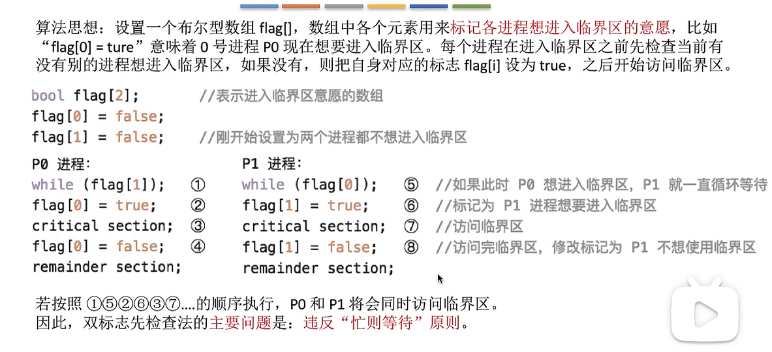 算法思想：设置一个布尔型数组 flag[]，数组中各个元素用来标记各进程想进入临界区的意愿，比如
“flag[0] = ture”意味着 0 号进程 P0 现在想要进入临界区。每个进程在进入临界区之前先检查当前有
没有别的进程想进入临界区，如果没有，则把自身对应的标志 flag[i] 设为 true，之后开始访问临界区。
bool flag[2]; //表示进入临界区意愿的数组
flag[0] = false;
flag[1] = false; //刚开始设置为两个进程都不想进入临界区
P0 进程： P1 进程：
while (flag[1]); ① while (flag[0]); ⑤ //如果此时 P0 想进入临界区，P1 就一直循环等待
flag[0] = true; ② flag[1] = true; ⑥ //标记为 P1 进程想要进入临界区
critical section; ③ critical section; ⑦ //访问临界区
flag[0] = false; ④ flag[1] = false; ⑧ //访问完临界区，修改标记为 P1 不想使用临界区
remainder section; remainder section;
若按照 ①⑤②⑥③⑦....的顺序执行，P0 和 P1 将会同时访问临界区。
因此，双标志先检查法的主要问题是：违反“忙则等待”原则。